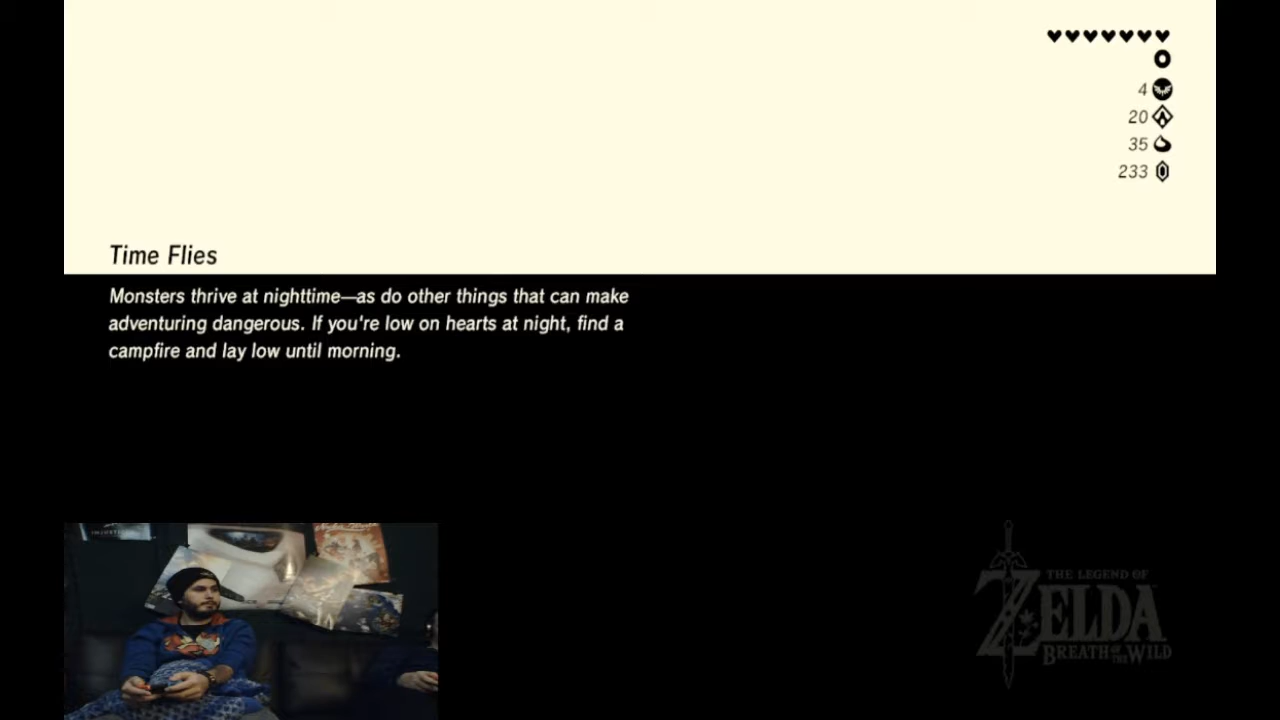 4
20
35
233
Time Flies
Monsters thrive at nighttime—as do other things that can make
adventuring dangerous. If you're low on hearts at night, find a
campfire and lay low until morning.
THE LEGEND OF
ZELDA
BREATH OF THE WILD